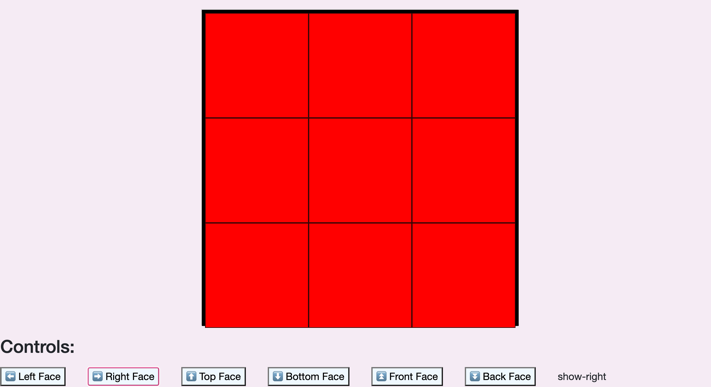 Controls:
⬅️ Left Face ➡️ Right Face ⬆️ Top Face ⬇️ Bottom Face ⏫ Front Face ⏬ Back Face show-right